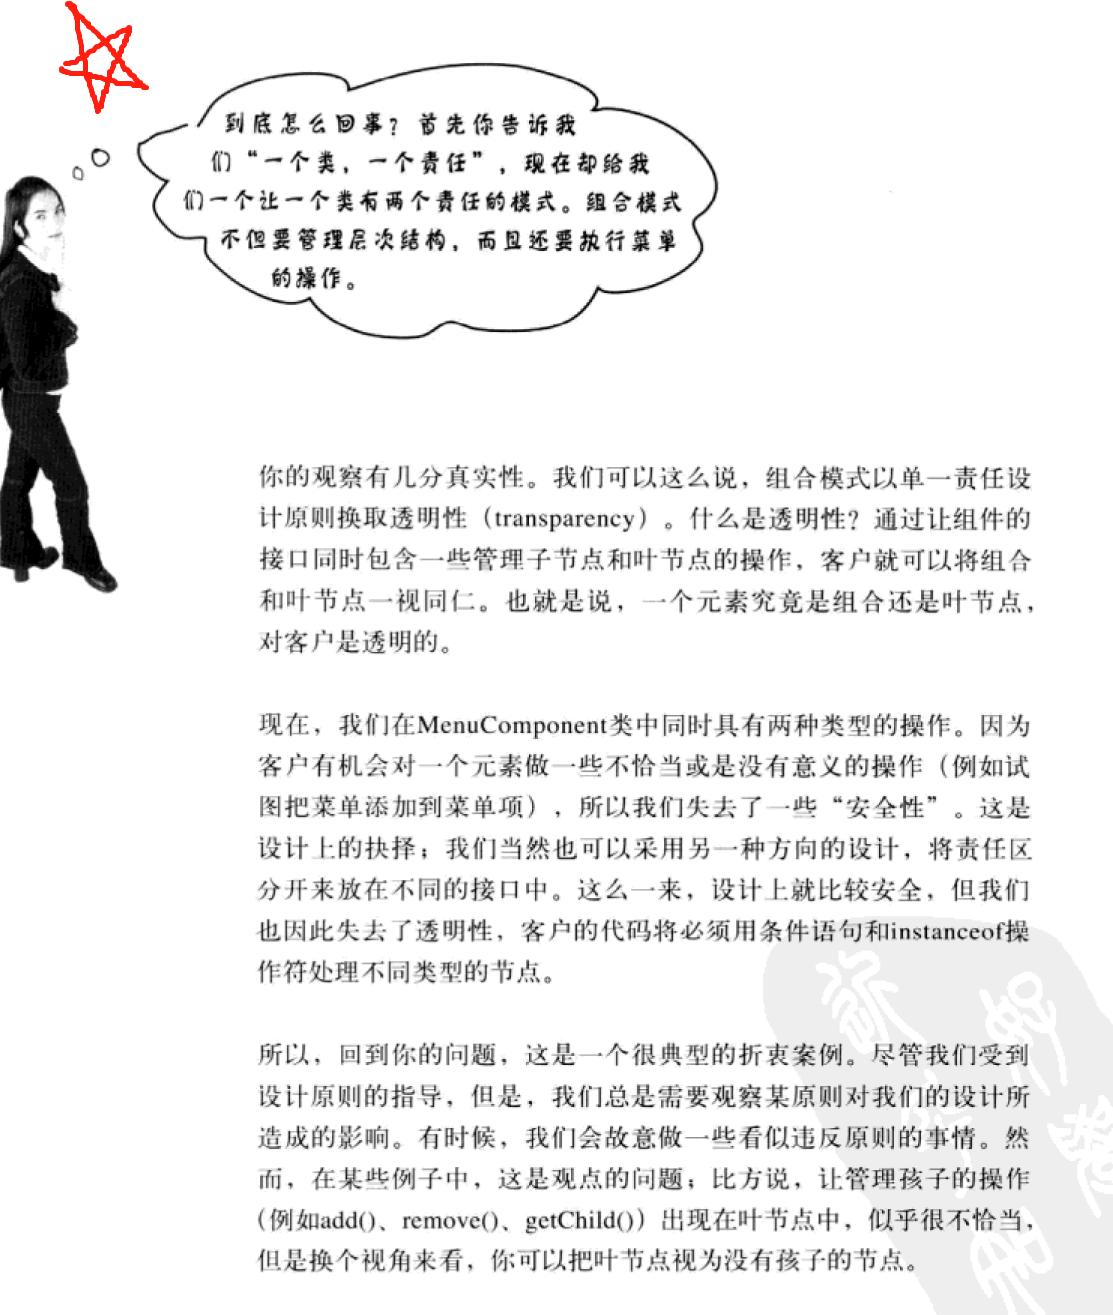 到底怎么回事？首先你告诉我
们“一个类，一个责任”，现在却给我
们一个让一个类有两个责任的模式。组合模式
不但要管理层次结构，而且还要执行菜单
的操作。
你的观察有几分真实性。我们可以这么说，组合模式以单一责任设
计原则换取透明性（transparency）。什么是透明性？通过让组件的
接口同时包含一些管理子节点和叶节点的操作，客户就可以将组合
和叶节点一视同仁。也就是说，一个元素究竟是组合还是叶节点，
对客户是透明的。
现在，我们在MenuComponent类中同时具有两种类型的操作。因为
客户有机会对一个元素做一些不恰当或是没有意义的操作（例如试
图把菜单添加到菜单项），所以我们失去了一些“安全性”。这是
设计上的抉择；我们当然也可以采用另一种方向的设计，将责任区
分开来放在不同的接口中。这么一来，设计上就比较安全，但我们
也因此失去了透明性，客户的代码将必须用条件语句和instanceof操
作符处理不同类型的节点。
所以，回到你的问题，这是一个很典型的折衷案例。尽管我们受到
设计原则的指导，但是，我们总是需要观察某原则对我们的设计所
造成的影响。有时候，我们会故意做一些看似违反原则的事情。然
而，在某些例子中，这是观点的问题；比方说，让管理孩子的操作
（例如add()、remove()、getChild()）出现在叶节点中，似乎很不恰当，
但是换个视角来看，你可以把叶节点视为没有孩子的节点。